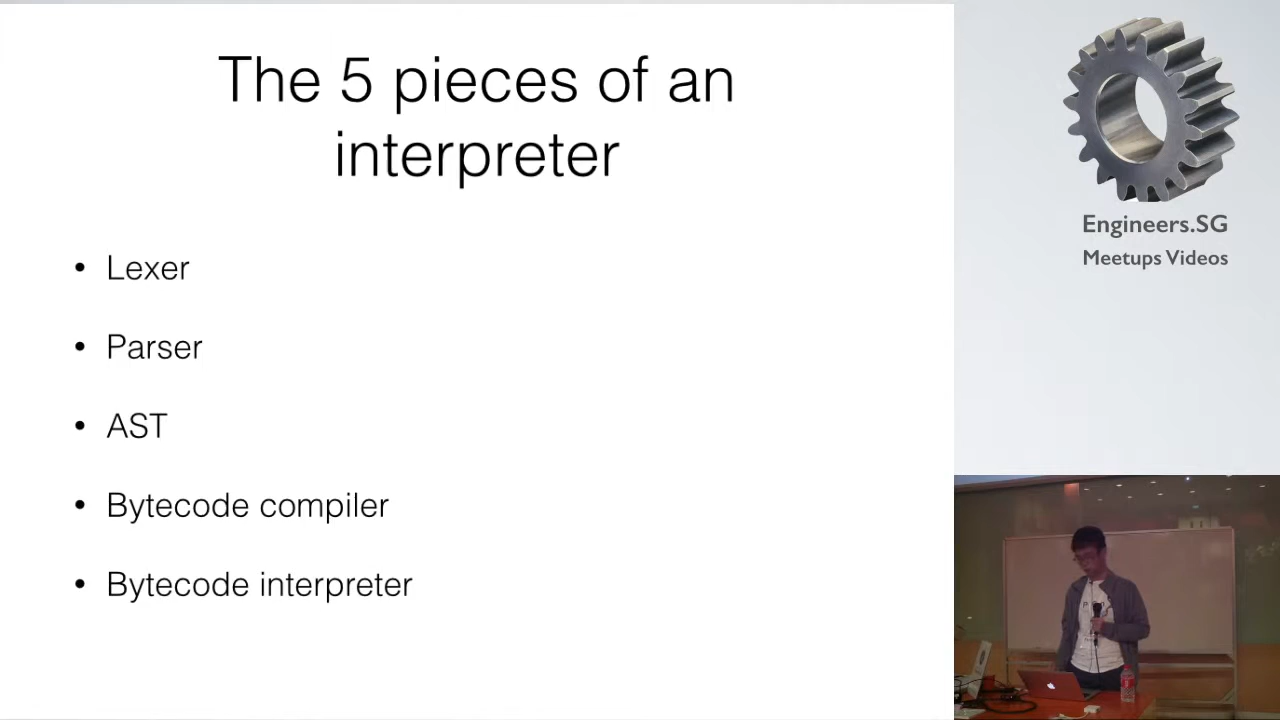 The 5 pieces of an
interpreter
• Lexer
• Parser
• AST
• Bytecode compiler
• Bytecode interpreter
Engineers.SG
Meetups Videos